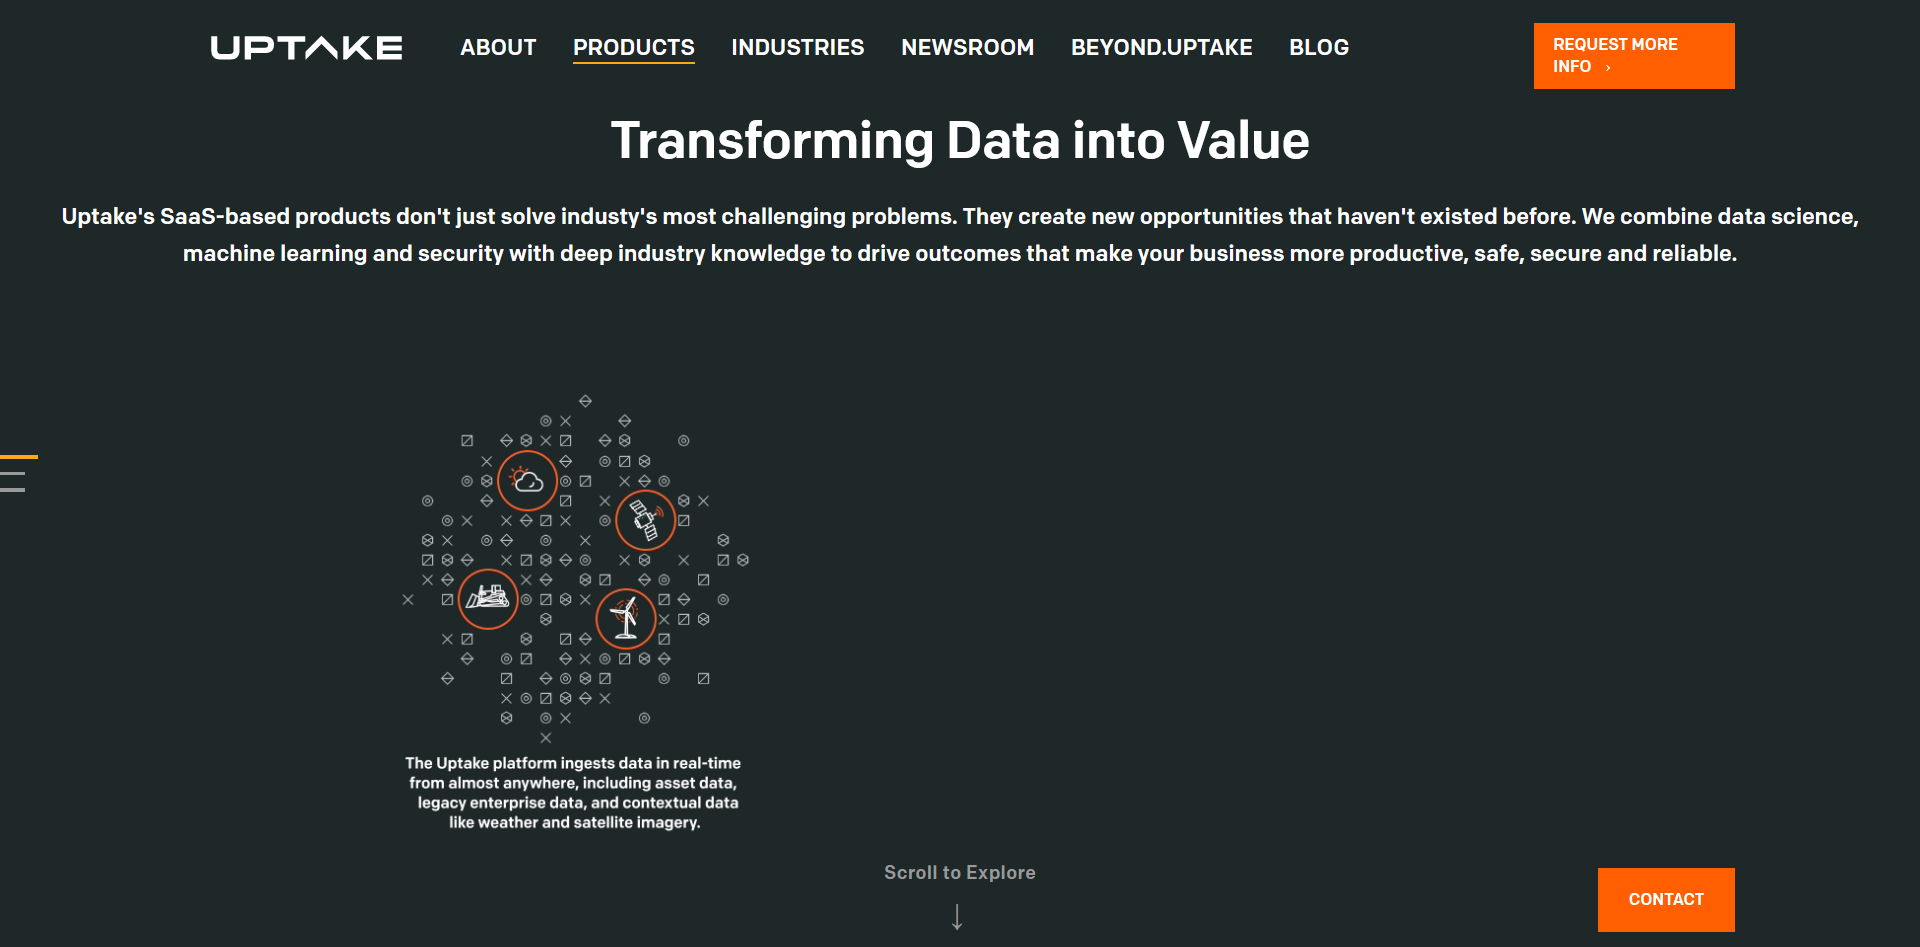 UPTAKE
ABOUT
PRODUCTS
INDUSTRIES
NEWSROOM
BEYOND.UPTAKE
BLOG
REQUEST MORE
INFO ›
Transforming Data into Value
Uptake's SaaS-based products don't just solve industy's most challenging problems. They create new opportunities that haven't existed before. We combine data science,
machine learning and security with deep industry knowledge to drive outcomes that make your business more productive, safe, secure and reliable.
The Uptake platform ingests data in real-time
from almost anywhere, including asset data,
legacy enterprise data, and contextual data
like weather and satellite imagery.
Scroll to Explore
CONTACT